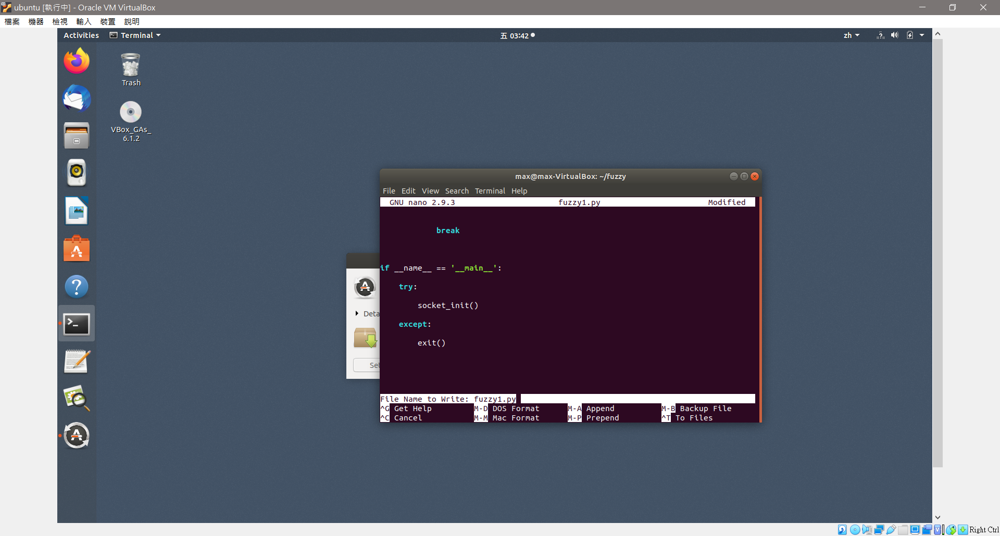 ubuntu [執行中] - Oracle VM VirtualBox
檔案 機器 檢視 輸入 裝置 說明
Activities Terminal 五 03:42 zh
Trash
VBox_GAs_
6.1.2
max@max-VirtualBox: ~/fuzzy
File Edit View Search Terminal Help
GNU nano 2.9.3 fuzzy1.py Modified
break
if __name__ == '__main__':
try:
socket_init()
except:
exit()
Deta
Set
File Name to Write: fuzzy1.py
^G Get Help M-D DOS Format M-A Append M-B Backup File
^C Cancel M-M Mac Format M-P Prepend ^T To Files
Right Ctrl